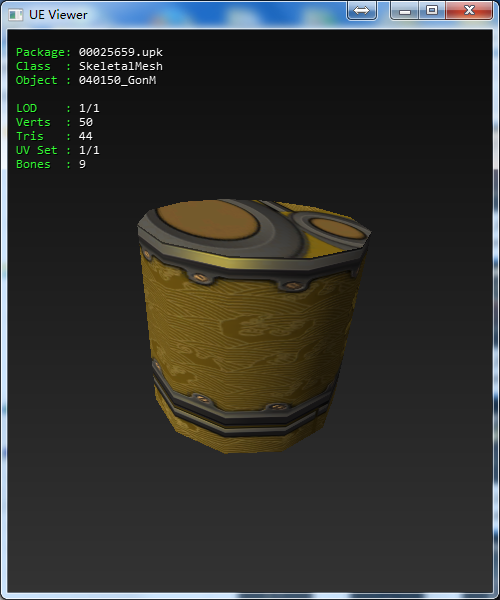 UE Viewer
Package: 00025659.upk
Class : SkeletalMesh
Object : 040150_GonM
LOD : 1/1
Verts : 50
Tris : 44
UV Set : 1/1
Bones : 9